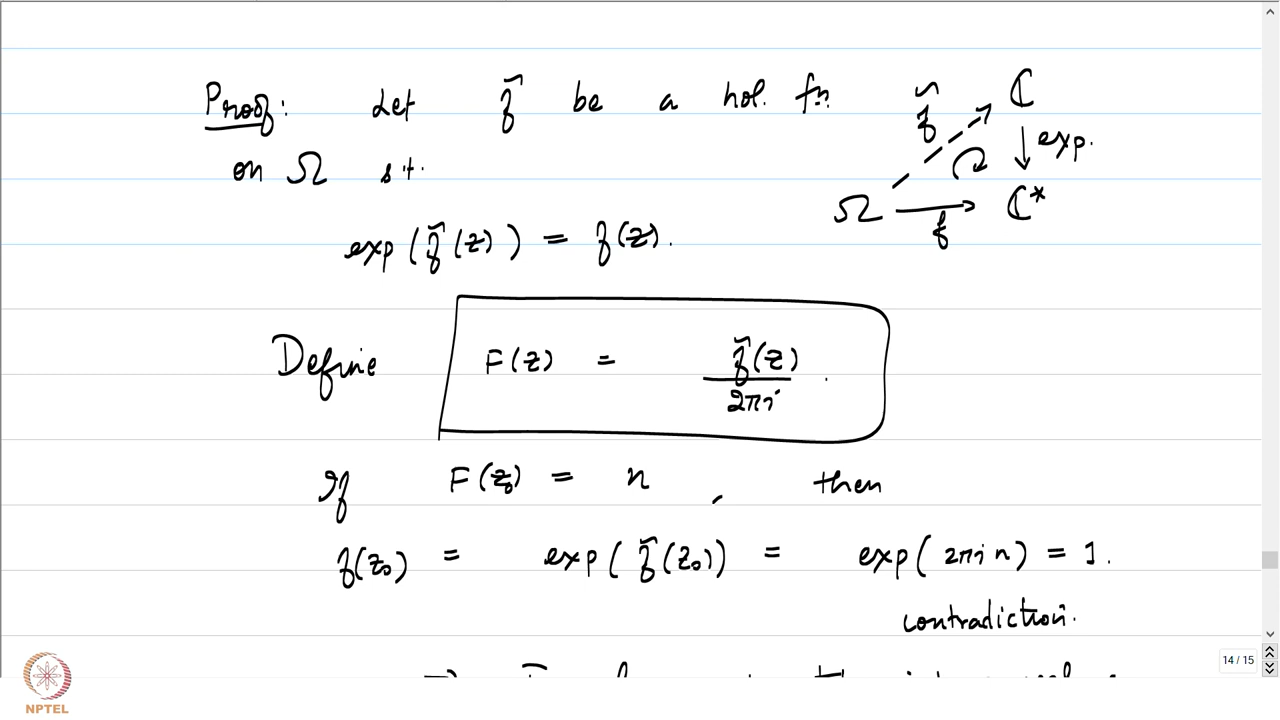 Proof: Let f̃ be a hol. fn. f̃ ℂ
on Ω s.t. ↓ exp.
Ω → ℂ*
f
exp(f̃(z)) = f(z).
Define F(z) = f̃(z) / 2πi .
If F(z₀) = n , then
f(z₀) = exp(f̃(z₀)) = exp(2πi n) = 1.
contradiction.
14 / 15
NPTEL